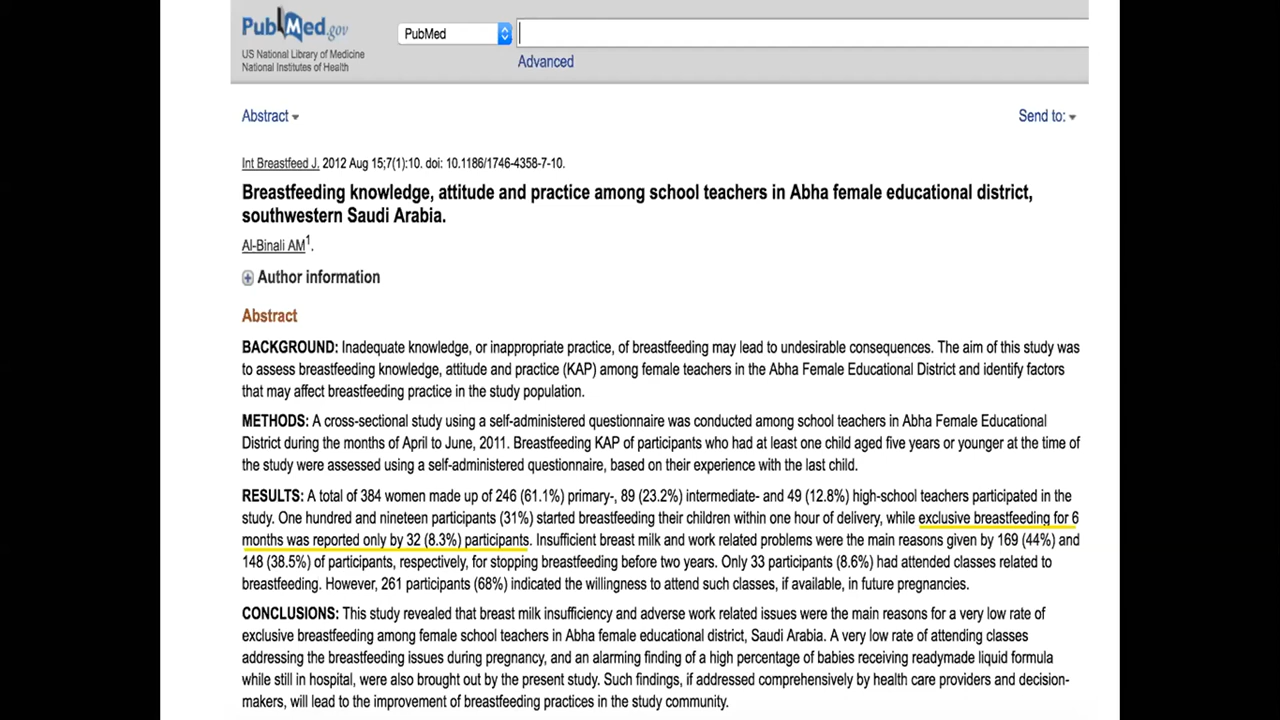 PubMed.gov
US National Library of Medicine
National Institutes of Health
PubMed
Advanced
Abstract
Send to:
Int Breastfeed J. 2012 Aug 15;7(1):10. doi: 10.1186/1746-4358-7-10.
Breastfeeding knowledge, attitude and practice among school teachers in Abha female educational district,
southwestern Saudi Arabia.
Al-Binali AM1.
Author information
Abstract
BACKGROUND: Inadequate knowledge, or inappropriate practice, of breastfeeding may lead to undesirable consequences. The aim of this study was
to assess breastfeeding knowledge, attitude and practice (KAP) among female teachers in the Abha Female Educational District and identify factors
that may affect breastfeeding practice in the study population.
METHODS: A cross-sectional study using a self-administered questionnaire was conducted among school teachers in Abha Female Educational
District during the months of April to June, 2011. Breastfeeding KAP of participants who had at least one child aged five years or younger at the time of
the study were assessed using a self-administered questionnaire, based on their experience with the last child.
RESULTS: A total of 384 women made up of 246 (61.1%) primary-, 89 (23.2%) intermediate- and 49 (12.8%) high-school teachers participated in the
study. One hundred and nineteen participants (31%) started breastfeeding their children within one hour of delivery, while exclusive breastfeeding for 6
months was reported only by 32 (8.3%) participants. Insufficient breast milk and work related problems were the main reasons given by 169 (44%) and
148 (38.5%) of participants, respectively, for stopping breastfeeding before two years. Only 33 participants (8.6%) had attended classes related to
breastfeeding. However, 261 participants (68%) indicated the willingness to attend such classes, if available, in future pregnancies.
CONCLUSIONS: This study revealed that breast milk insufficiency and adverse work related issues were the main reasons for a very low rate of
exclusive breastfeeding among female school teachers in Abha female educational district, Saudi Arabia. A very low rate of attending classes
addressing the breastfeeding issues during pregnancy, and an alarming finding of a high percentage of babies receiving readymade liquid formula
while still in hospital, were also brought out by the present study. Such findings, if addressed comprehensively by health care providers and decision-
makers, will lead to the improvement of breastfeeding practices in the study community.